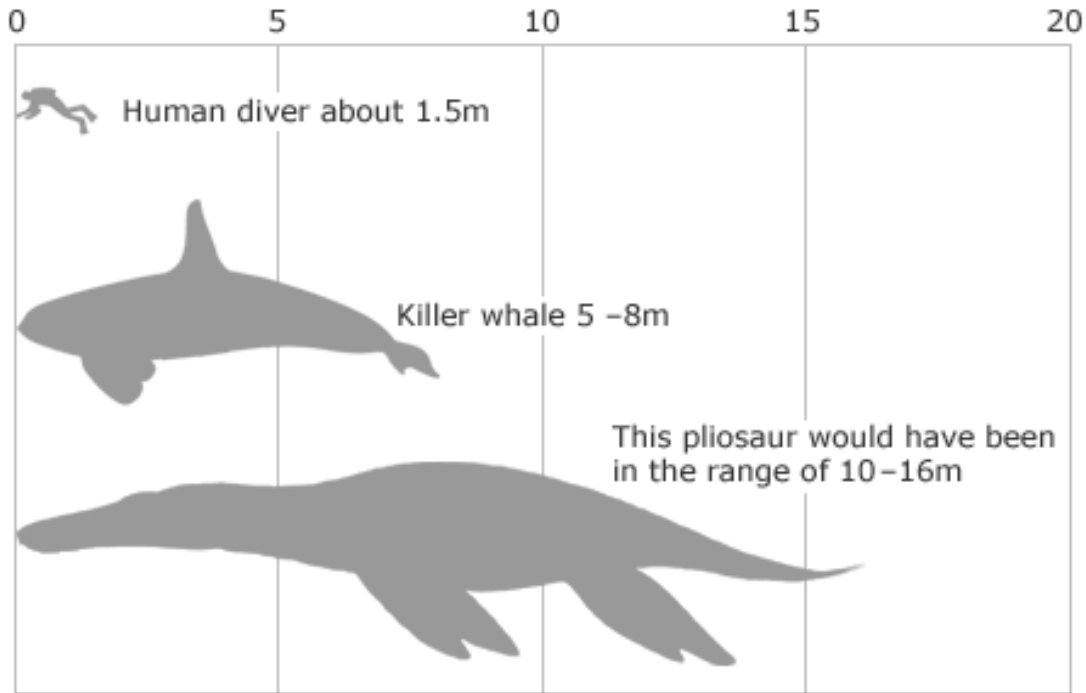 0 5 10 15 20
Human diver about 1.5m
Killer whale 5 –8m
This pliosaur would have been
in the range of 10–16m